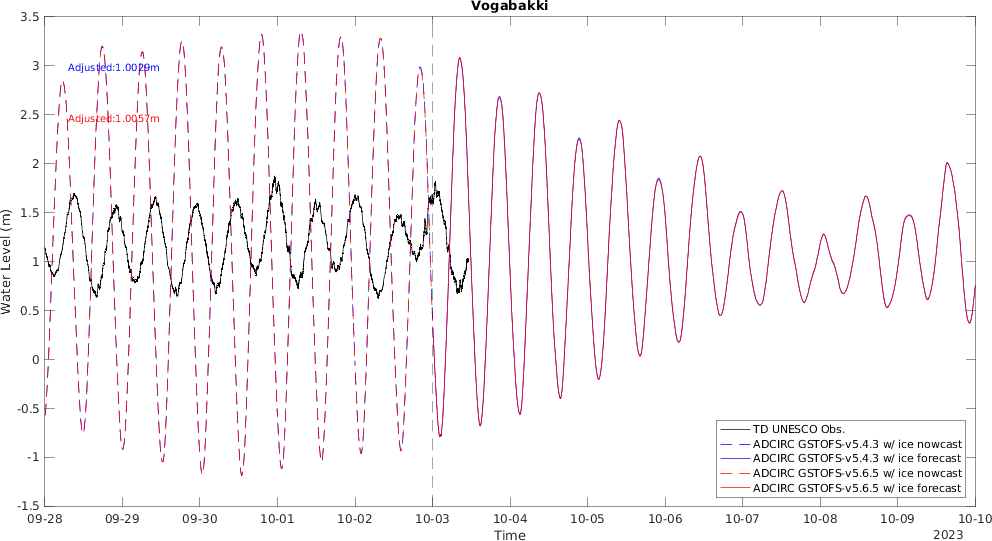 Vogabakki
3.5
3
2.5
2
1.5
1
0.5
0
-0.5
-1
-1.5
Water Level (m)
Adjusted:1.0029m
Adjusted:1.0057m
TD UNESCO Obs.
ADCIRC GSTOFS-v5.4.3 w/ ice nowcast
ADCIRC GSTOFS-v5.4.3 w/ ice forecast
ADCIRC GSTOFS-v5.6.5 w/ ice nowcast
ADCIRC GSTOFS-v5.6.5 w/ ice forecast
09-28 09-29 09-30 10-01 10-02 10-03 10-04 10-05 10-06 10-07 10-08 10-09 10-10
Time
2023